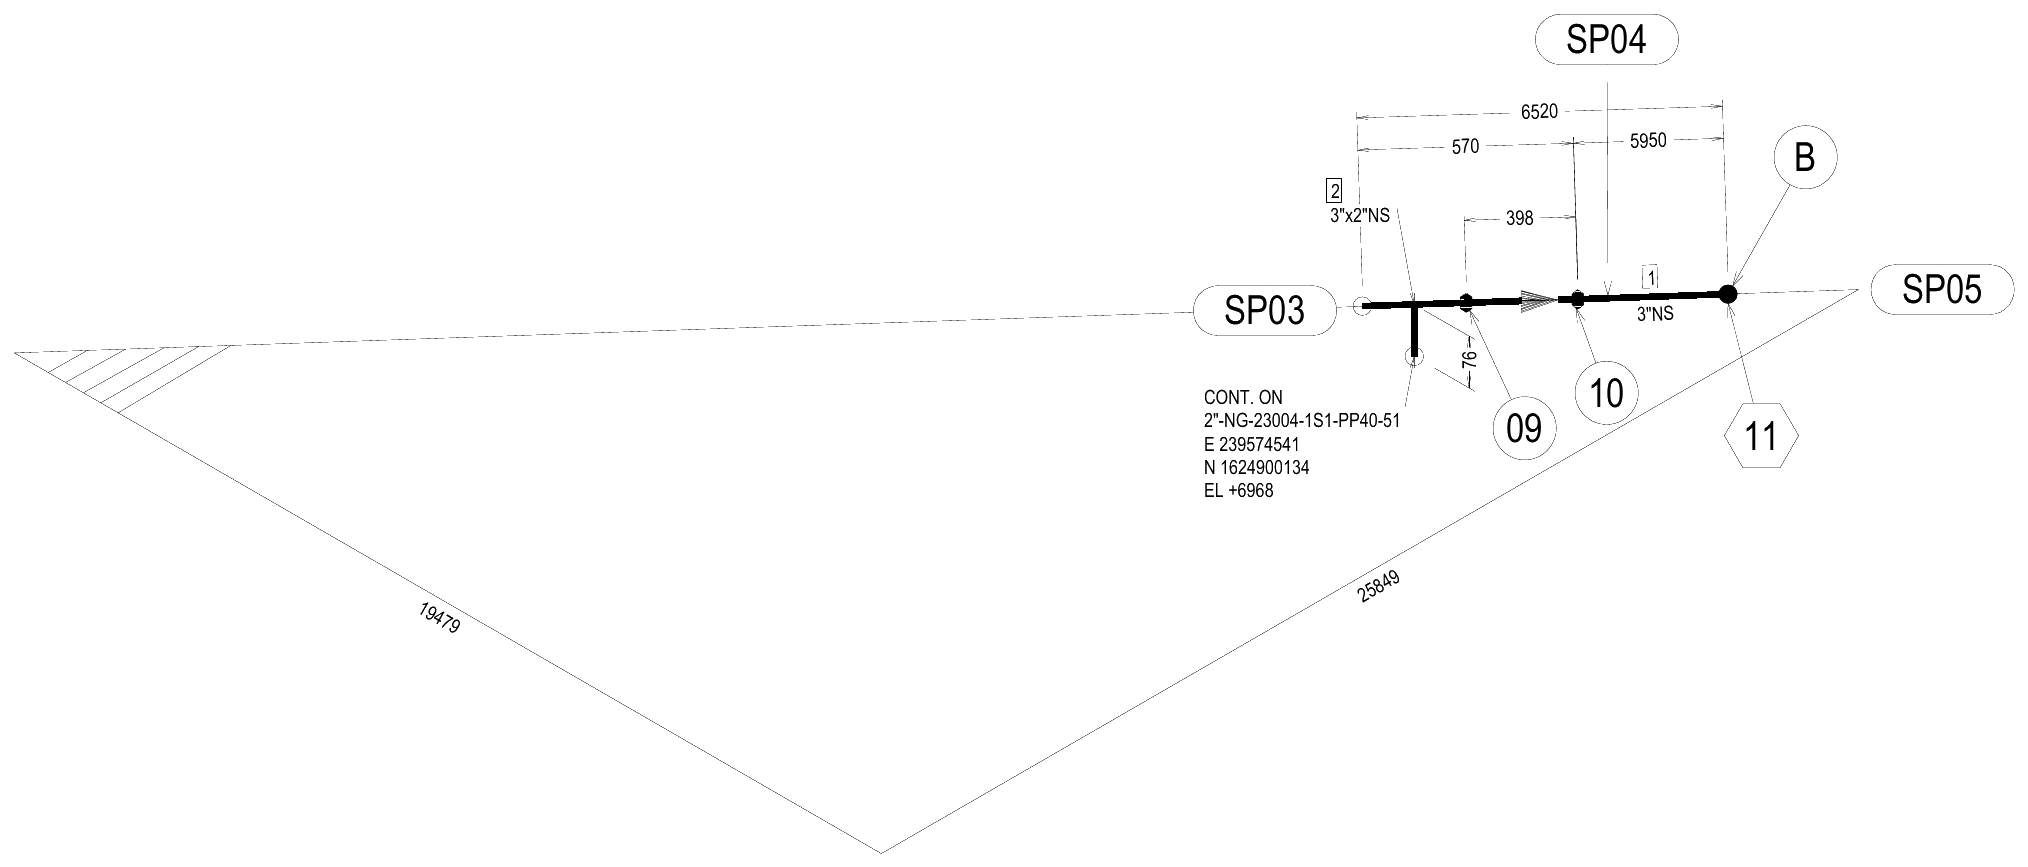 SP04
6520
570
5950
B
2
3"x2"NS
398
SP03
1
3"NS
SP05
76
10
09
11
CONT. ON
2"-NG-23004-1S1-PP40-51
E 239574541
N 1624900134
EL +6968
19479
25849